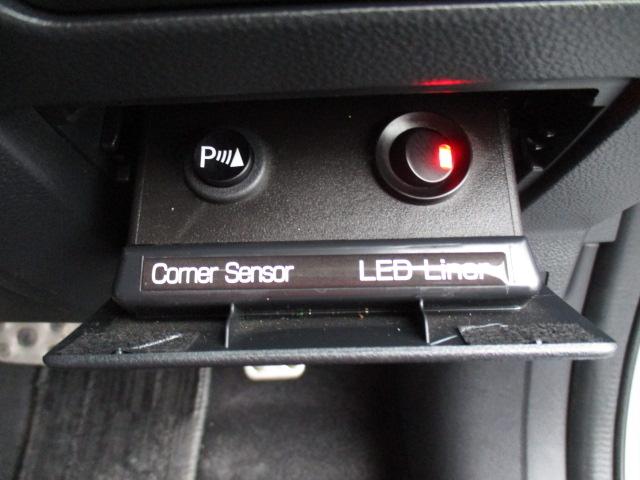 P
Corner Sensor LED Liner